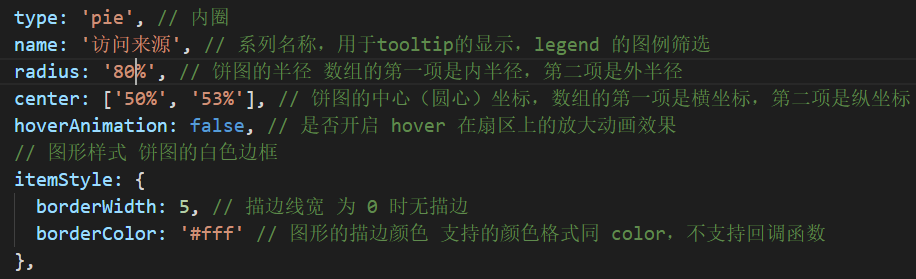 type: 'pie', // 内圈
name: '访问来源', // 系列名称，用于tooltip的显示，legend 的图例筛选
radius: '80%', // 饼图的半径 数组的第一项是内半径，第二项是外半径
center: ['50%', '53%'], // 饼图的中心（圆心）坐标，数组的第一项是横坐标，第二项是纵坐标
hoverAnimation: false, // 是否开启 hover 在扇区上的放大动画效果
// 图形样式 饼图的白色边框
itemStyle: {
borderWidth: 5, // 描边线宽 为 0 时无描边
borderColor: '#fff' // 图形的描边颜色 支持的颜色格式同 color，不支持回调函数
},